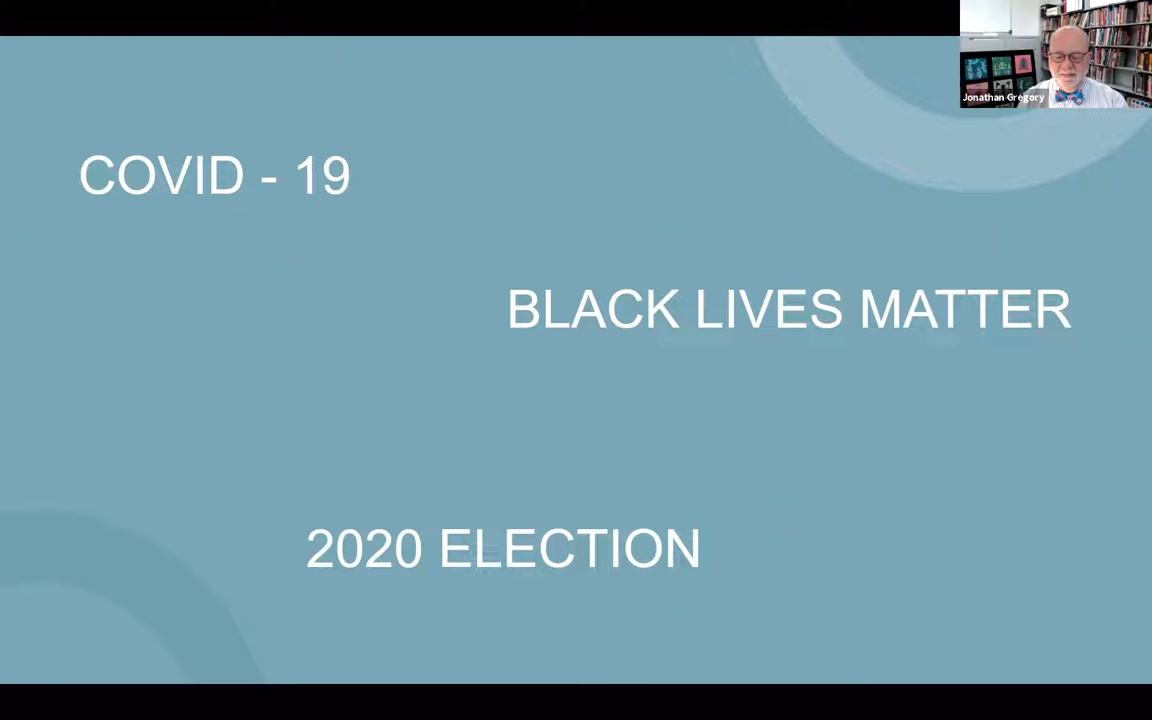 Jonathan Gregory
COVID - 19
BLACK LIVES MATTER
2020 ELECTION